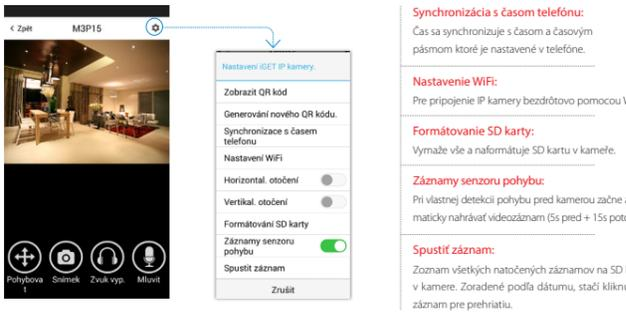 < Zpět M3P15
Pohybova
t
Snímek
Zvuk vyp.
Mluvit
Nastavení iGET IP kamery.
Zobrazit QR kód
Generování nového QR kódu.
Synchronizace s časem
telefonu
Nastavení WiFi
Horizontal. otočení
Vertikal. otočení
Formátování SD karty
Záznamy senzoru
pohybu
Spustit záznam
Zrušit
Synchronizácia s časom telefónu:
Čas sa synchronizuje s časom a časovým
pásmom ktoré je nastavené v telefóne.
Nastavenie WiFi:
Pre pripojenie IP kamery bezdrôtovo pomocou
Formátovanie SD karty:
Vymaže vše a naformátuje SD kartu v kameře.
Záznamy senzoru pohybu:
Pri vlastnej detekcii pohybu pred kamerou začne
maticky nahrávať videozáznam (5s pred + 15s
Spustiť záznam:
Zoznam všetkých natočených záznamov na SD
v kamere. Zoradené podľa dátumu, stačí
záznam pre prehriatiu.